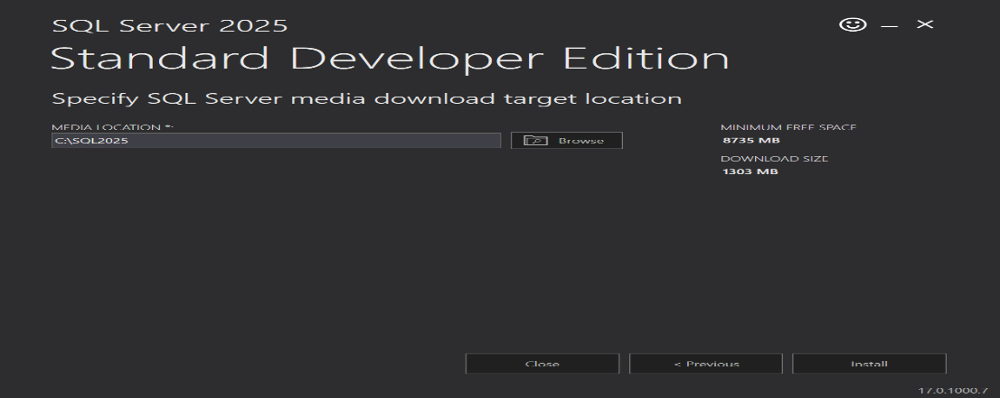 SQL Server 2025
Standard Developer Edition
Specify SQL Server media download target location
MEDIA LOCATION *:
C:\SQL2025
Browse
MINIMUM FREE SPACE
8735 MB
DOWNLOAD SIZE
1303 MB
Close
< Previous
Install
17.0.1000.7